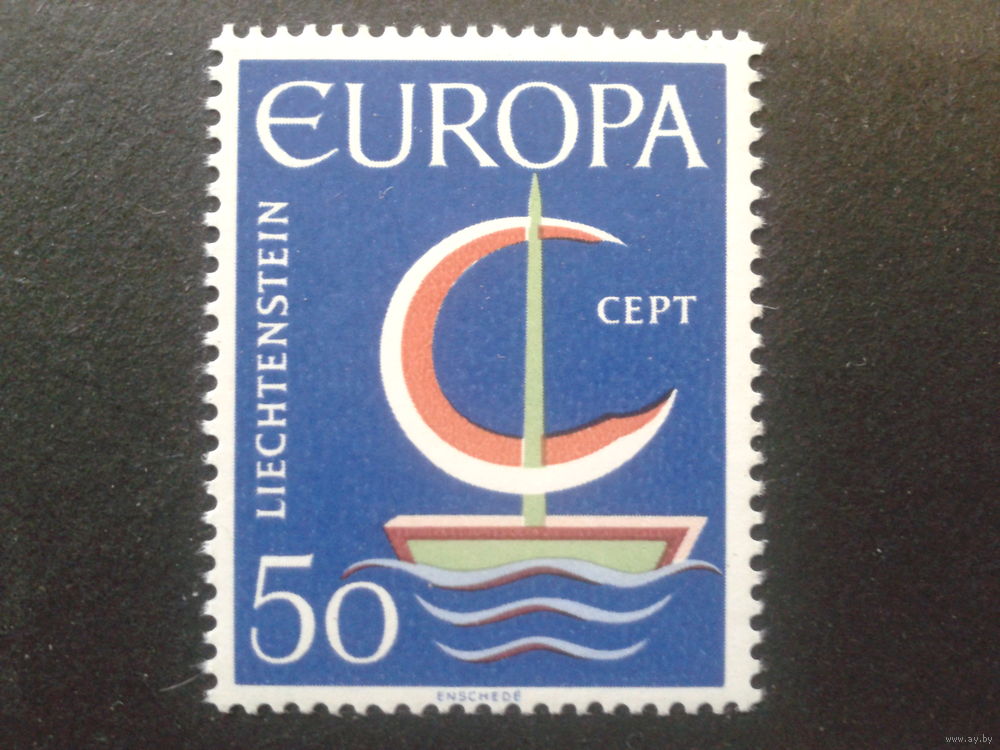 EUROPA
LIECHTENSTEIN
CEPT
50
ENSCHEDÉ
www.ay.by